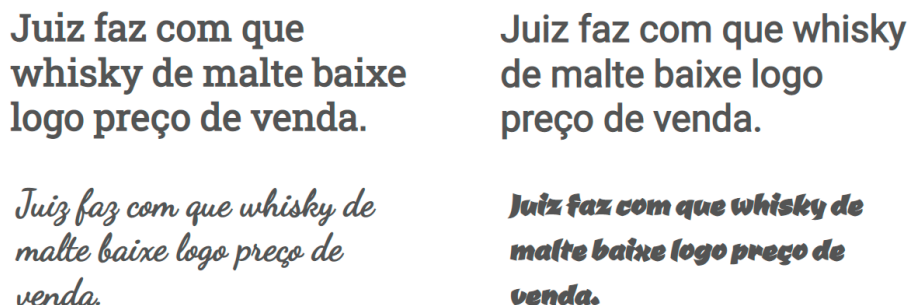 Juiz faz com que
whisky de malte baixe
logo preço de venda.
Juiz faz com que whisky
de malte baixe logo
preço de venda.
Juiz faz com que whisky de
malte baixe logo preço de
venda.
Juiz faz com que whisky de
malte baixe logo preço de
venda.